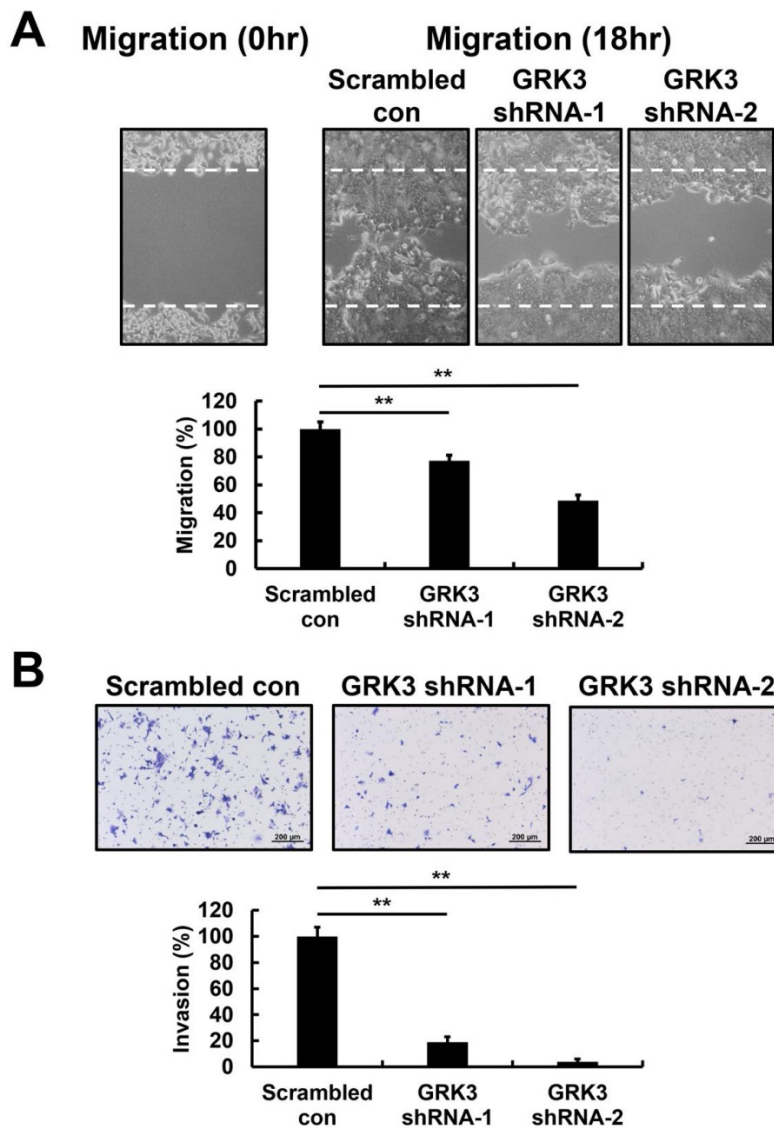 A
Migration (0hr)
Migration (18hr)
Scrambled con
GRK3 shRNA-1
GRK3 shRNA-2
**
**
Migration (%)
120
100
80
60
40
20
0
Scrambled con
GRK3 shRNA-1
GRK3 shRNA-2
B
Scrambled con
GRK3 shRNA-1
GRK3 shRNA-2
200 µm
200 µm
200 µm
**
**
Invasion (%)
120
100
80
60
40
20
0
Scrambled con
GRK3 shRNA-1
GRK3 shRNA-2